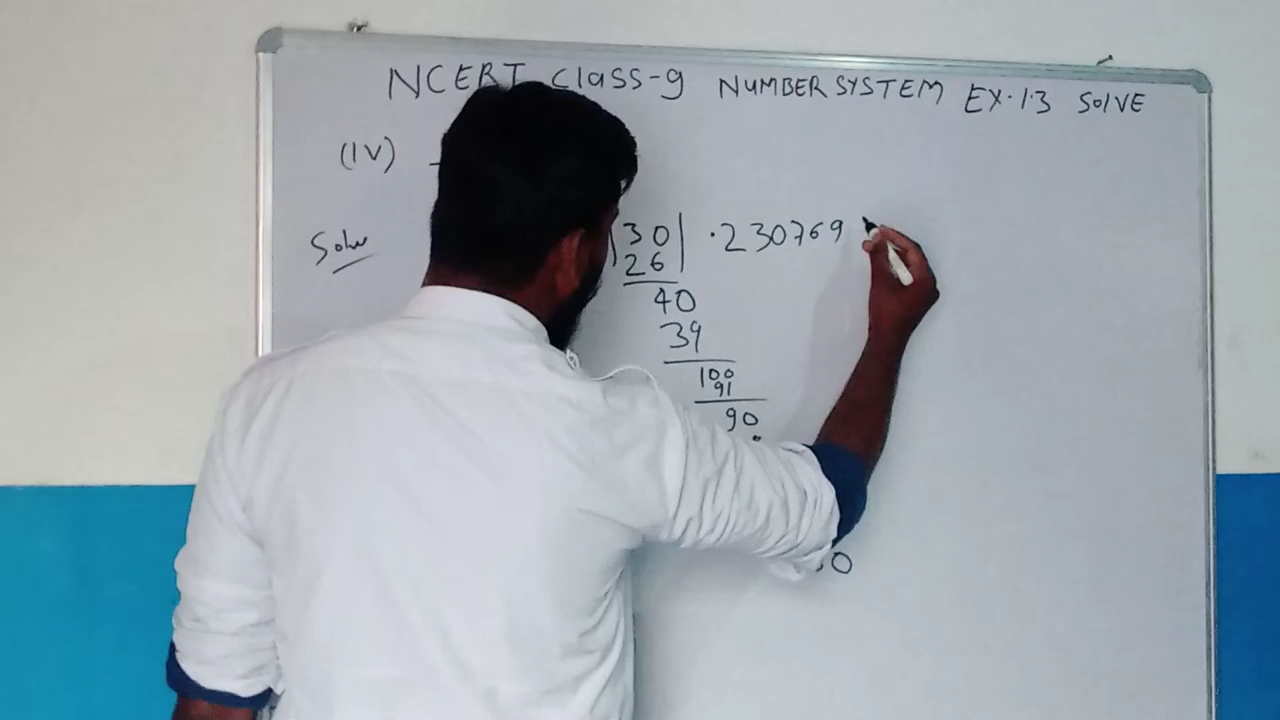 NCERT class-9 NUMBER SYSTEM EX.1.3 SOLVE
(IV)
Solve
30 .230769
26
40
39
100
91
90
0